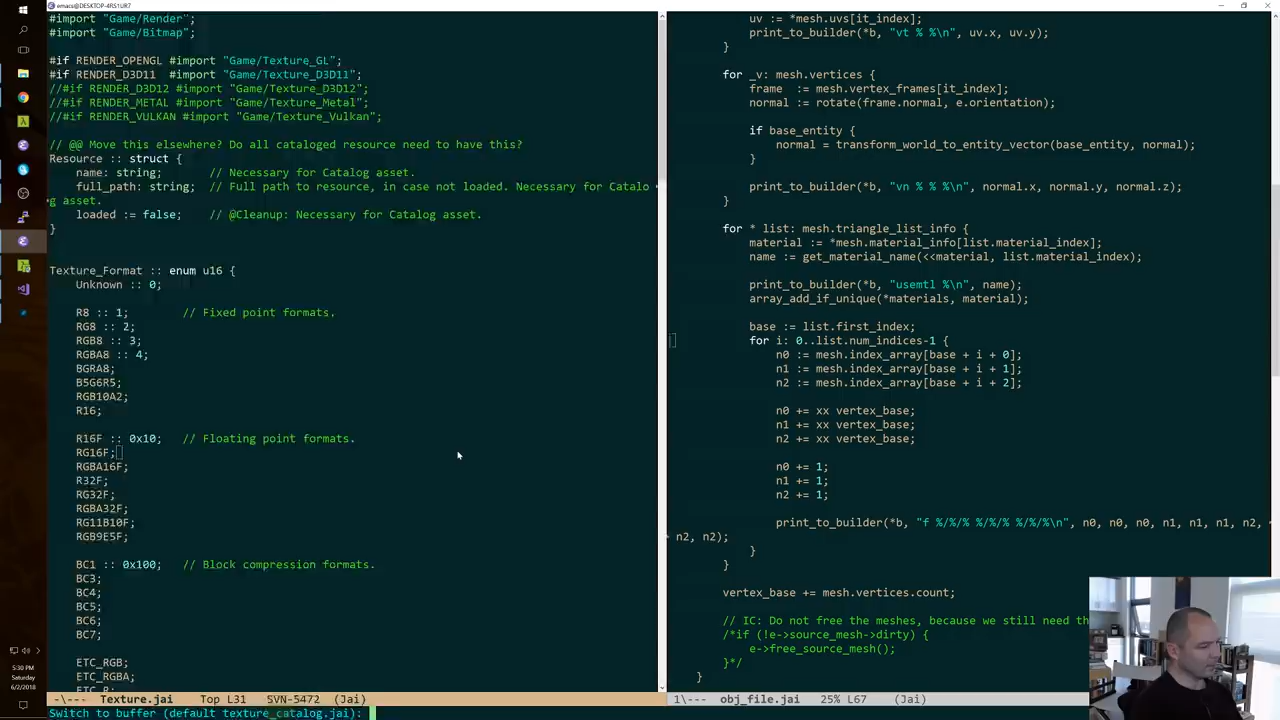 emacs@DESKTOP-4RS1UR7
#import "Game/Render";
#import "Game/Bitmap";
#if RENDER_OPENGL #import "Game/Texture_GL";
#if RENDER_D3D11  #import "Game/Texture_D3D11";
//#if RENDER_D3D12 #import "Game/Texture_D3D12";
//#if RENDER_METAL #import "Game/Texture_Metal";
//#if RENDER_VULKAN #import "Game/Texture_Vulkan";
// @@ Move this elsewhere? Do all cataloged resource need to have this?
Resource :: struct {
    name: string;       // Necessary for Catalog asset.
    full_path: string;  // Full path to resource, in case not loaded. Necessary for Catalo
g asset.
    loaded := false;    // @Cleanup: Necessary for Catalog asset.
}
Texture_Format :: enum u16 {
    Unknown :: 0;
    R8 :: 1;        // Fixed point formats.
    RG8 :: 2;
    RGB8 :: 3;
    RGBA8 :: 4;
    BGRA8;
    B5G6R5;
    RGB10A2;
    R16;
    R16F :: 0x10;   // Floating point formats.
    RG16F;
    RGBA16F;
    R32F;
    RG32F;
    RGBA32F;
    RG11B10F;
    RGB9E5F;
    BC1 :: 0x100;   // Block compression formats.
    BC3;
    BC4;
    BC5;
    BC6;
    BC7;
    ETC_RGB;
    ETC_RGBA;
    ETC_R;
-\---  Texture.jai    Top L31   SVN-5472  (Jai)
Switch to buffer (default texture_catalog.jai):
        uv := *mesh.uvs[it_index];
        print_to_builder(*b, "vt % %\n", uv.x, uv.y);
    }
    for _v: mesh.vertices {
        frame  := mesh.vertex_frames[it_index];
        normal := rotate(frame.normal, e.orientation);
        if base_entity {
            normal = transform_world_to_entity_vector(base_entity, normal);
        }
        print_to_builder(*b, "vn % % %\n", normal.x, normal.y, normal.z);
    }
    for * list: mesh.triangle_list_info {
        material := *mesh.material_info[list.material_index];
        name := get_material_name(<<material, list.material_index);
        print_to_builder(*b, "usemtl %\n", name);
        array_add_if_unique(*materials, material);
        base := list.first_index;
        for i: 0..list.num_indices-1 {
            n0 := mesh.index_array[base + i + 0];
            n1 := mesh.index_array[base + i + 1];
            n2 := mesh.index_array[base + i + 2];
            n0 += xx vertex_base;
            n1 += xx vertex_base;
            n2 += xx vertex_base;
            n0 += 1;
            n1 += 1;
            n2 += 1;
            print_to_builder(*b, "f %/%/% %/%/% %/%/%\n", n0, n0, n0, n1, n1, n1, n2,
n2, n2);
        }
    }
    vertex_base += mesh.vertices.count;
    // IC: Do not free the meshes, because we still need th
    /*if (!e->source_mesh->dirty) {
        e->free_source_mesh();
    }*/
}
1\---  obj_file.jai   25% L67    (Jai)
5:30 PM
Saturday
6/2/2018